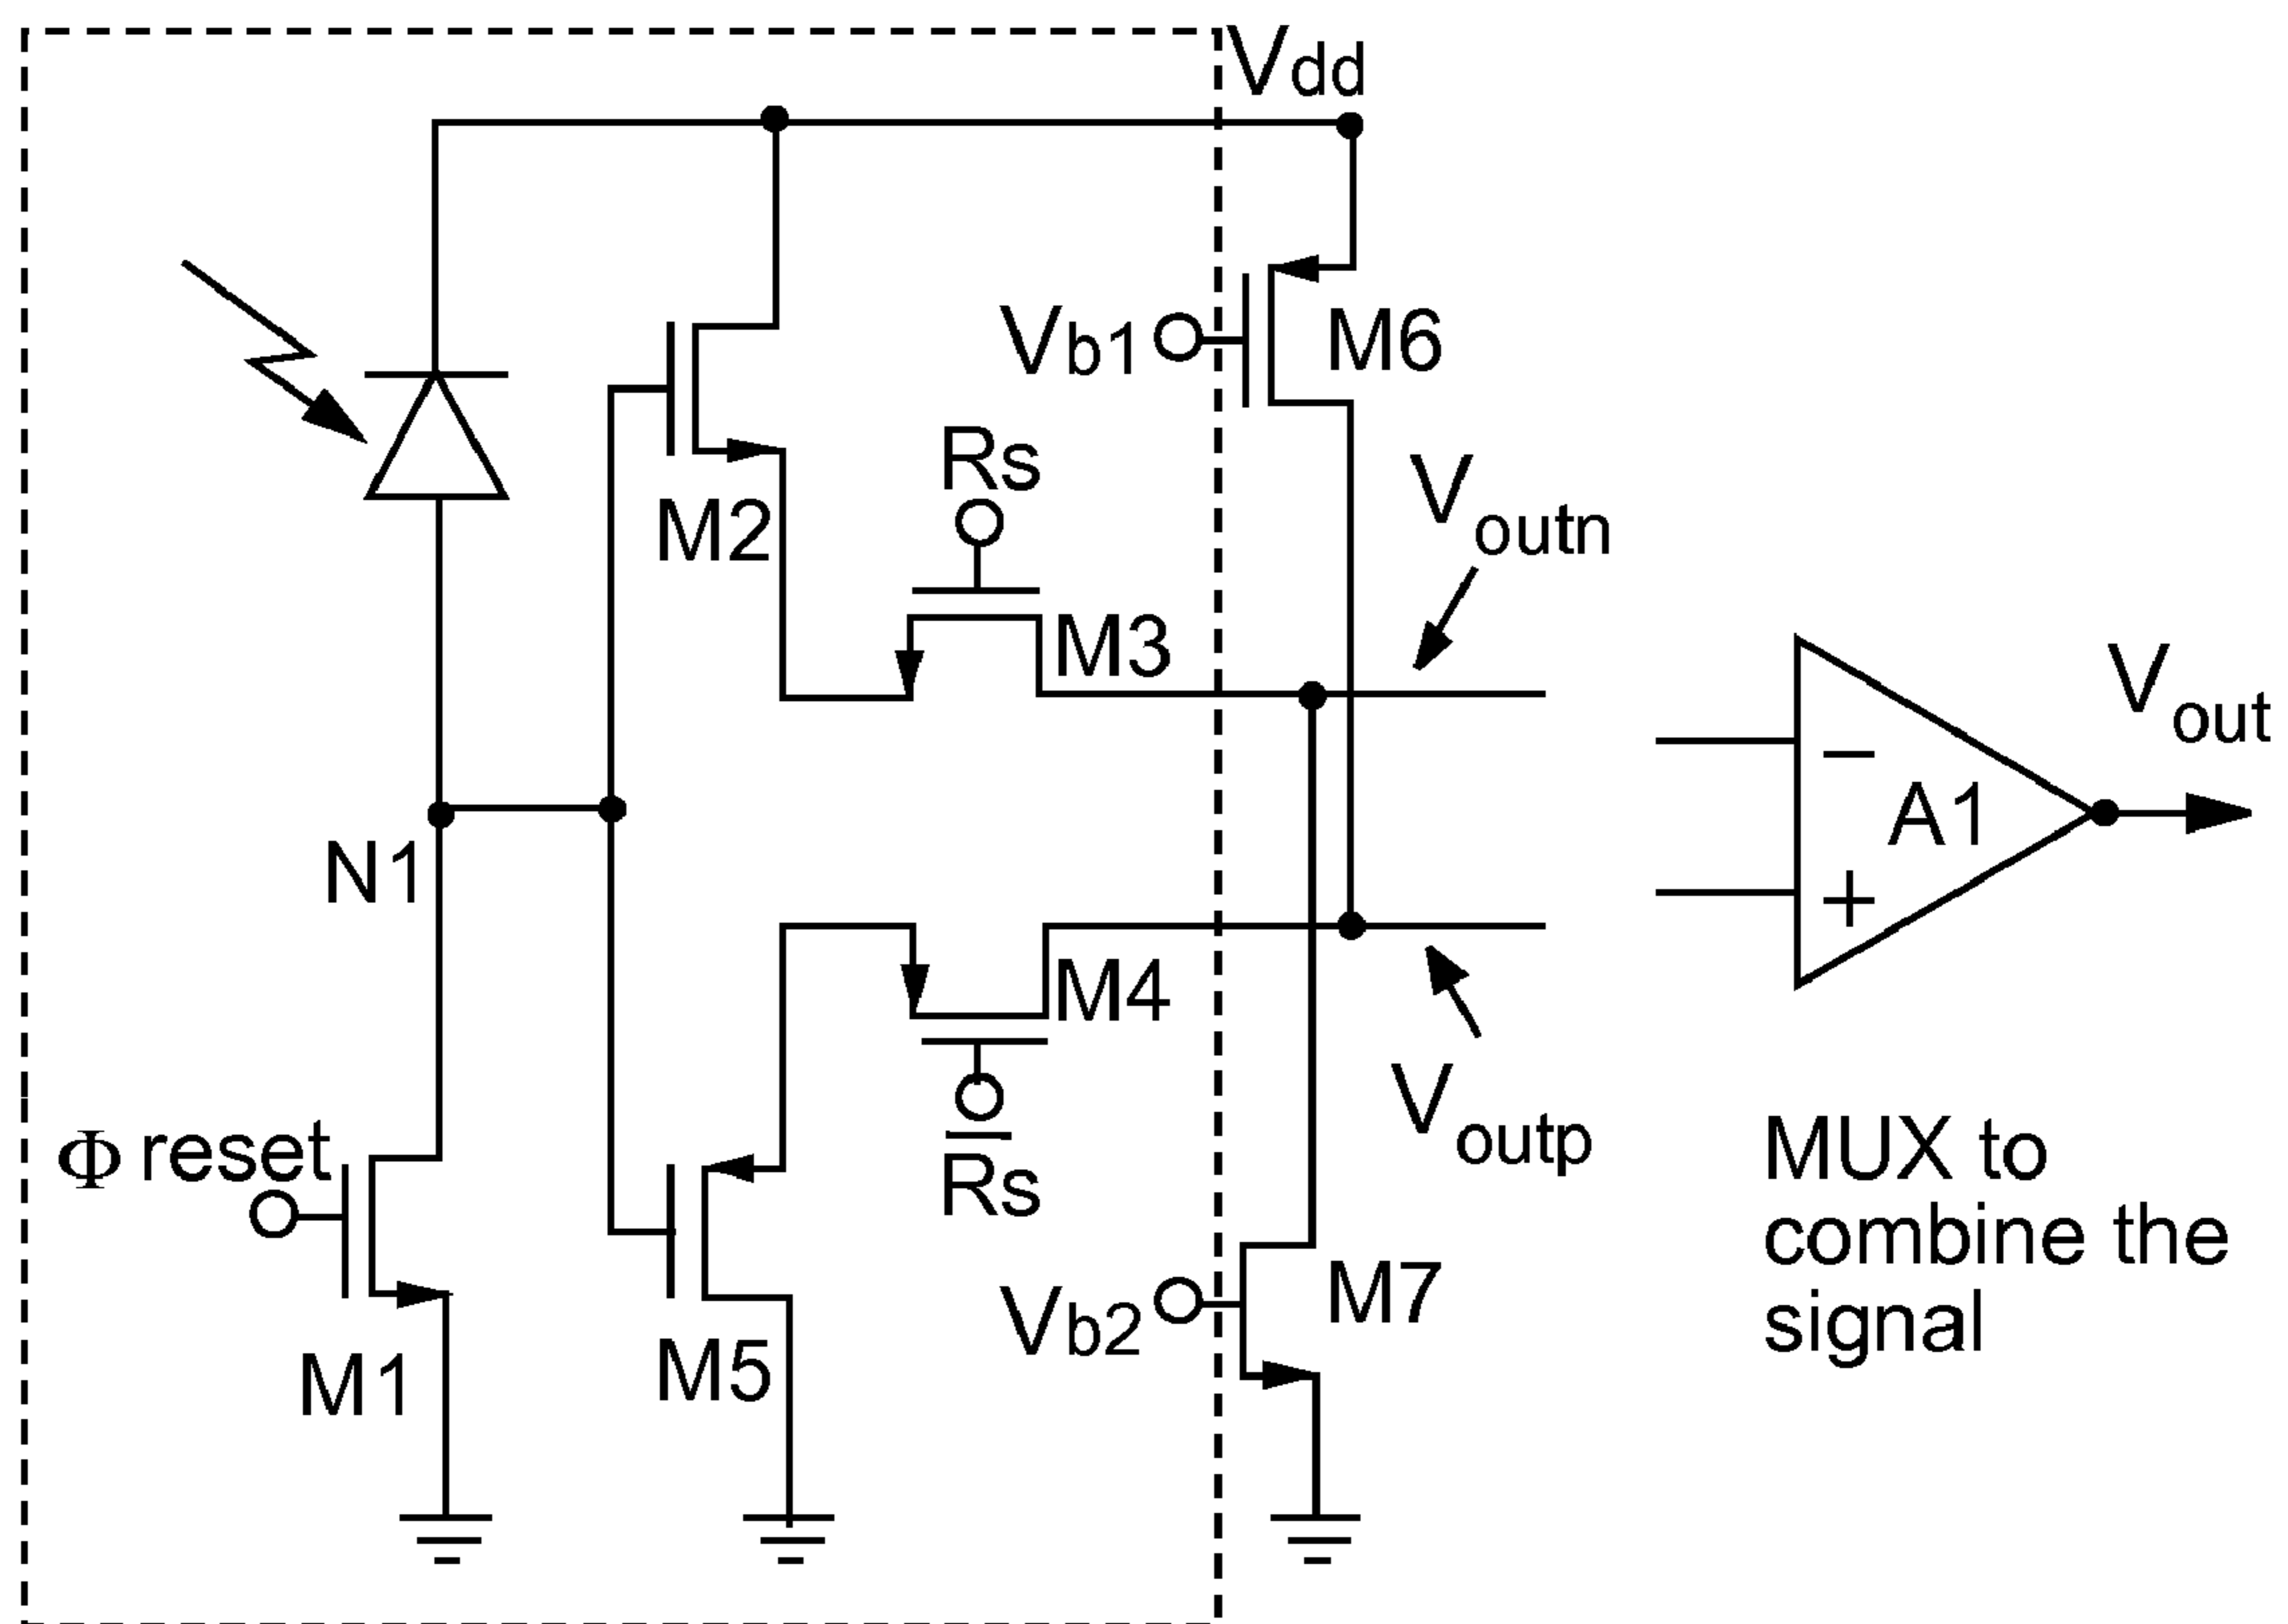 Vdd
Vb1
M6
Rs
M2
Voutn
M3
Vout
−
A1
N1
+
M4
Φ reset
R̅s̅
Voutp
MUX to
combine the
signal
Vb2
M7
M1
M5